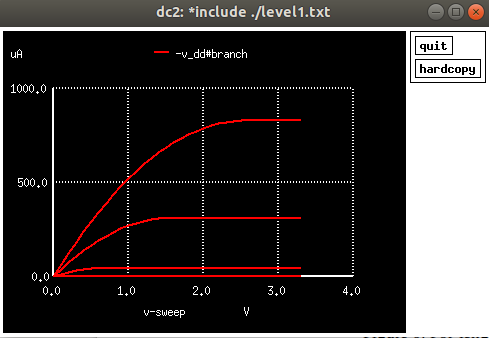 dc2: *include ./level1.txt
quit
hardcopy
uA
-v_dd#branch
1000.0
500.0
0.0
0.0 1.0 2.0 3.0 4.0
v-sweep V